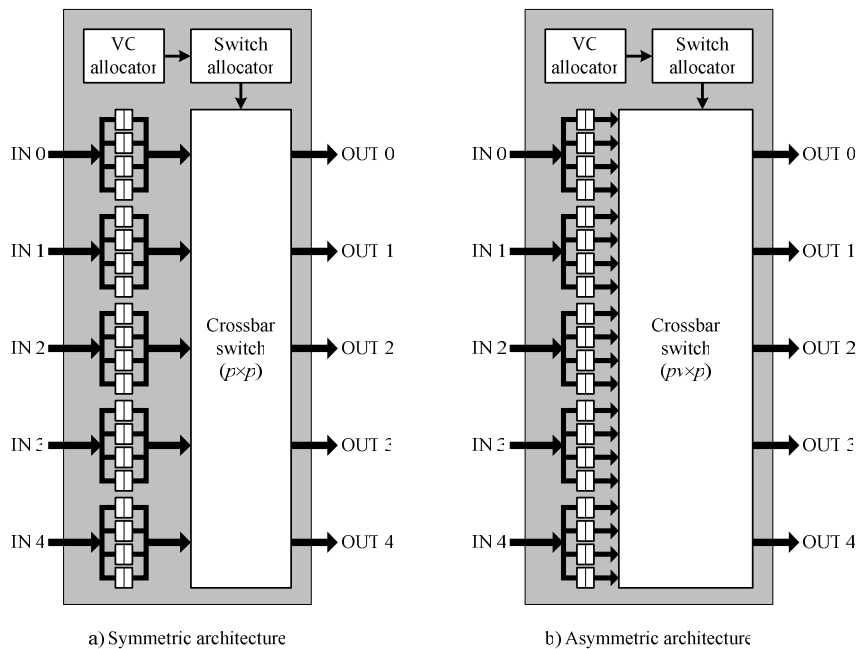 VC allocator
Switch allocator
IN 0
OUT 0
IN 1
OUT 1
IN 2
Crossbar switch (p×p)
OUT 2
IN 3
OUT 3
IN 4
OUT 4
a) Symmetric architecture
VC allocator
Switch allocator
IN 0
OUT 0
IN 1
OUT 1
IN 2
Crossbar switch (pv×p)
OUT 2
IN 3
OUT 3
IN 4
OUT 4
b) Asymmetric architecture